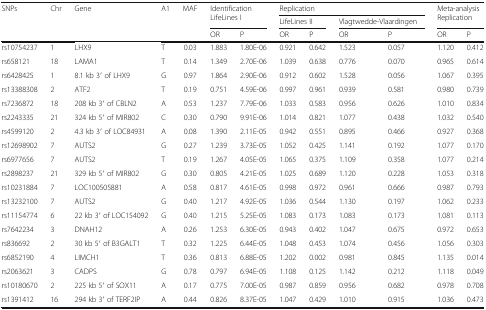 SNPs Chr Gene A1 MAF Identification LifeLines I Replication Meta-analysis Replication
LifeLines II Vlagtwedde-Vlaardingen
OR P OR P OR P OR P
rs10754237 1 LHX9 T 0.03 1.883 1.80E-06 0.921 0.642 1.523 0.057 1.120 0.412
rs658121 18 LAMA1 T 0.14 1.349 2.70E-06 1.039 0.638 0.776 0.070 0.965 0.614
rs6428425 1 8.1 kb 3′ of LHX9 G 0.97 1.864 2.90E-06 0.912 0.602 1.528 0.056 1.067 0.395
rs13388308 2 ATF2 T 0.19 0.751 4.59E-06 0.997 0.961 0.939 0.581 0.980 0.739
rs7236872 18 208 kb 3′ of CBLN2 A 0.53 1.237 7.79E-06 1.033 0.583 0.956 0.626 1.010 0.834
rs2243335 21 324 kb 5′ of MIR802 C 0.30 0.790 9.91E-06 1.014 0.821 1.077 0.438 1.032 0.540
rs4599120 2 4.3 kb 3′ of LOC84931 A 0.08 1.390 2.11E-05 0.942 0.551 0.895 0.466 0.927 0.368
rs12698902 7 AUTS2 G 0.27 1.239 3.73E-05 1.052 0.425 1.141 0.192 1.077 0.170
rs6977656 7 AUTS2 T 0.19 1.267 4.05E-05 1.065 0.375 1.109 0.358 1.077 0.214
rs2898237 21 329 kb 5′ of MIR802 G 0.30 0.805 4.21E-05 1.025 0.689 1.120 0.228 1.053 0.318
rs10231884 7 LOC100505881 A 0.58 0.817 4.61E-05 0.998 0.972 0.961 0.666 0.987 0.793
rs13232100 7 AUTS2 G 0.40 1.217 4.92E-05 1.036 0.544 1.130 0.197 1.062 0.233
rs11154774 6 22 kb 3′ of LOC154092 G 0.40 1.215 5.25E-05 1.083 0.173 1.083 0.173 1.081 0.113
rs7642234 3 DNAH12 A 0.26 1.253 6.30E-05 0.943 0.402 1.047 0.675 0.972 0.653
rs836692 2 30 kb 5′ of B3GALT1 T 0.32 1.225 6.44E-05 1.048 0.453 1.074 0.456 1.056 0.303
rs6852190 4 LIMCH1 T 0.36 0.813 6.88E-05 1.202 0.002 0.981 0.845 1.135 0.014
rs2063621 3 CADPS G 0.78 0.797 6.94E-05 1.108 0.125 1.142 0.212 1.118 0.049
rs10180670 2 225 kb 5′ of SOX11 A 0.17 0.775 7.00E-05 0.987 0.859 0.956 0.682 0.978 0.708
rs1391412 16 294 kb 3′ of TERF2IP A 0.44 0.826 8.37E-05 1.047 0.429 1.010 0.915 1.036 0.473